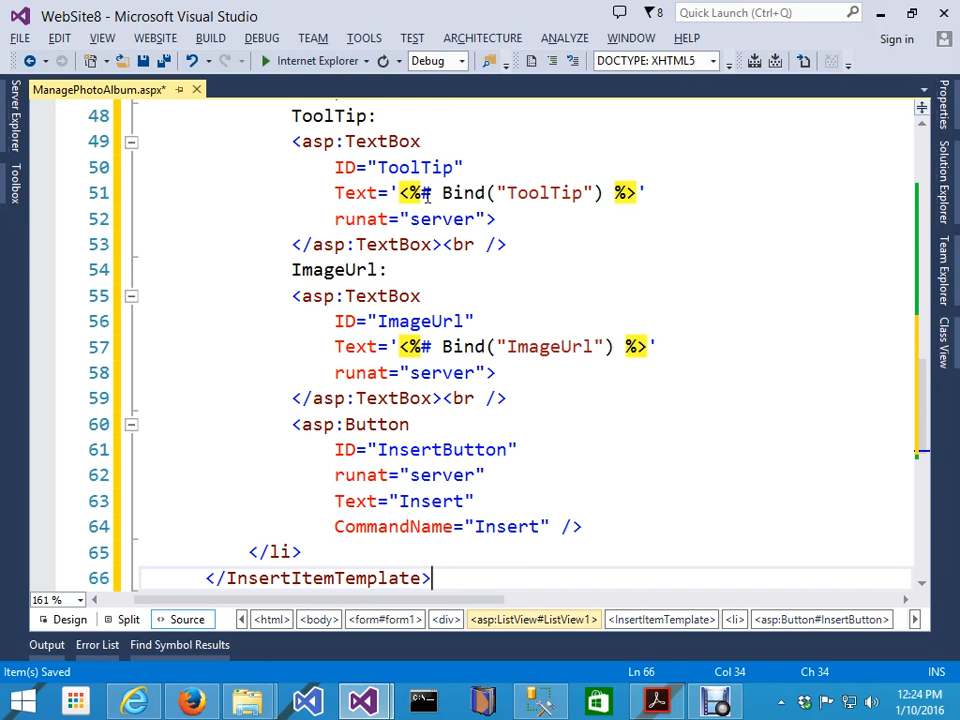 WebSite8 - Microsoft Visual Studio
8
Quick Launch (Ctrl+Q)
FILE EDIT VIEW WEBSITE BUILD DEBUG TEAM TOOLS TEST ARCHITECTURE ANALYZE WINDOW HELP Sign in
Internet Explorer Debug DOCTYPE: XHTML5
ManagePhotoAlbum.aspx*
Server Explorer
Toolbox
Properties
Solution Explorer
Team Explorer
Class View
48 ToolTip:
49 <asp:TextBox
50 ID="ToolTip"
51 Text='<%# Bind("ToolTip") %>'
52 runat="server">
53 </asp:TextBox><br />
54 ImageUrl:
55 <asp:TextBox
56 ID="ImageUrl"
57 Text='<%# Bind("ImageUrl") %>'
58 runat="server">
59 </asp:TextBox><br />
60 <asp:Button
61 ID="InsertButton"
62 runat="server"
63 Text="Insert"
64 CommandName="Insert" />
65 </li>
66 </InsertItemTemplate>
161 %
Design Split Source <html> <body> <form#form1> <div> <asp:ListView#ListView1> <InsertItemTemplate> <li> <asp:Button#InsertButton>
Output Error List Find Symbol Results
Item(s) Saved Ln 66 Col 34 Ch 34 INS
12:24 PM
1/10/2016